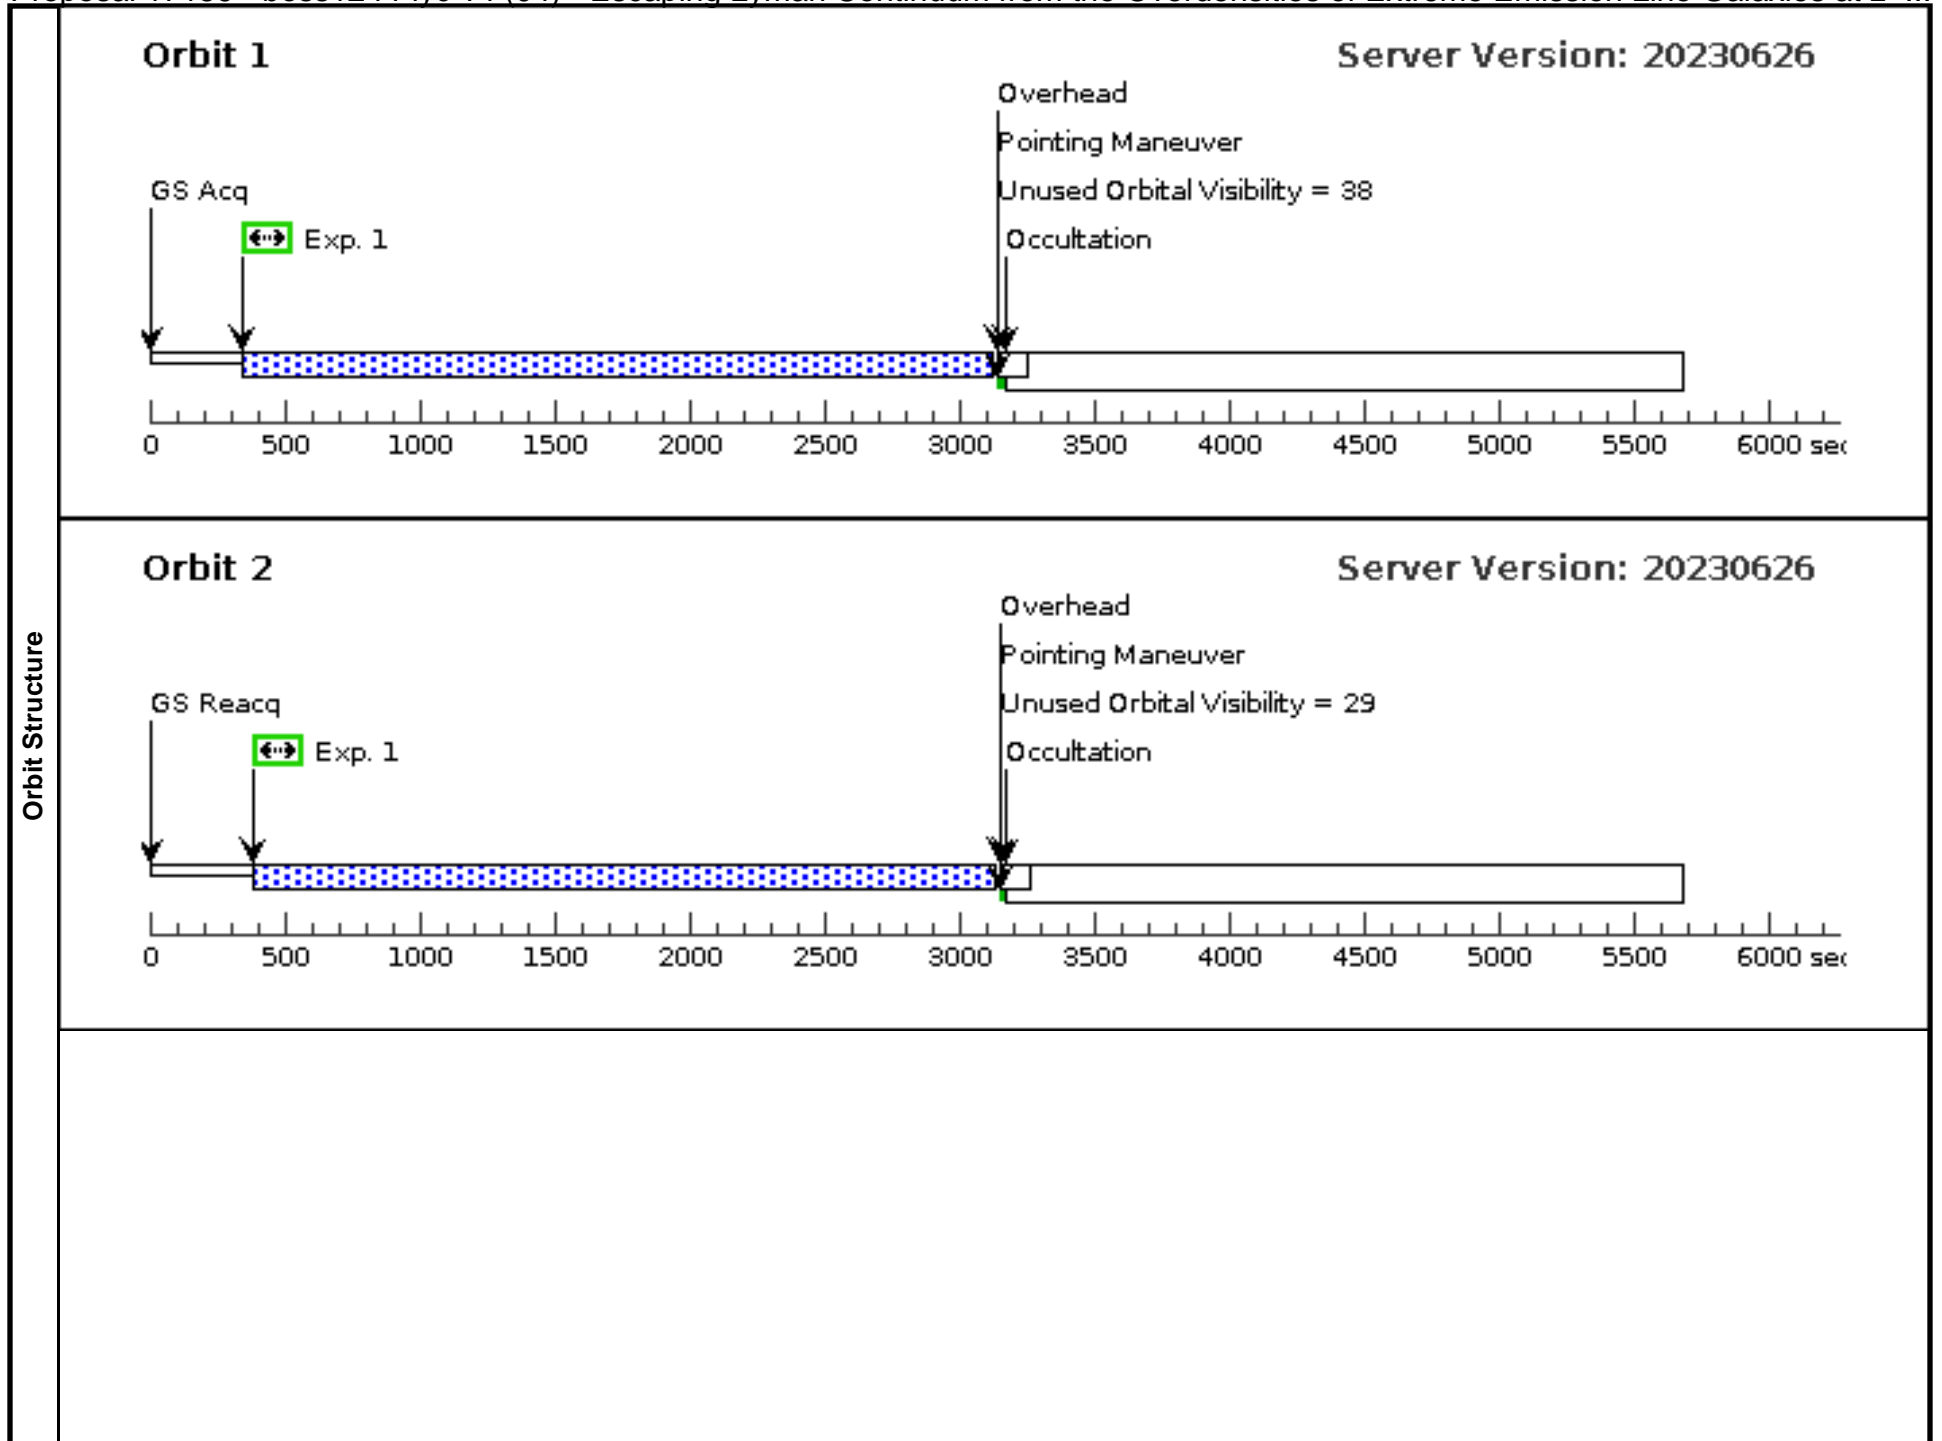 Orbit Structure
Orbit 1
Server Version: 20230626
Overhead
Pointing Maneuver
GS Acq
Unused Orbital Visibility = 38
Exp. 1
Occultation
0 500 1000 1500 2000 2500 3000 3500 4000 4500 5000 5500 6000 sec
Orbit 2
Server Version: 20230626
Overhead
Pointing Maneuver
GS Reacq
Unused Orbital Visibility = 29
Exp. 1
Occultation
0 500 1000 1500 2000 2500 3000 3500 4000 4500 5000 5500 6000 sec